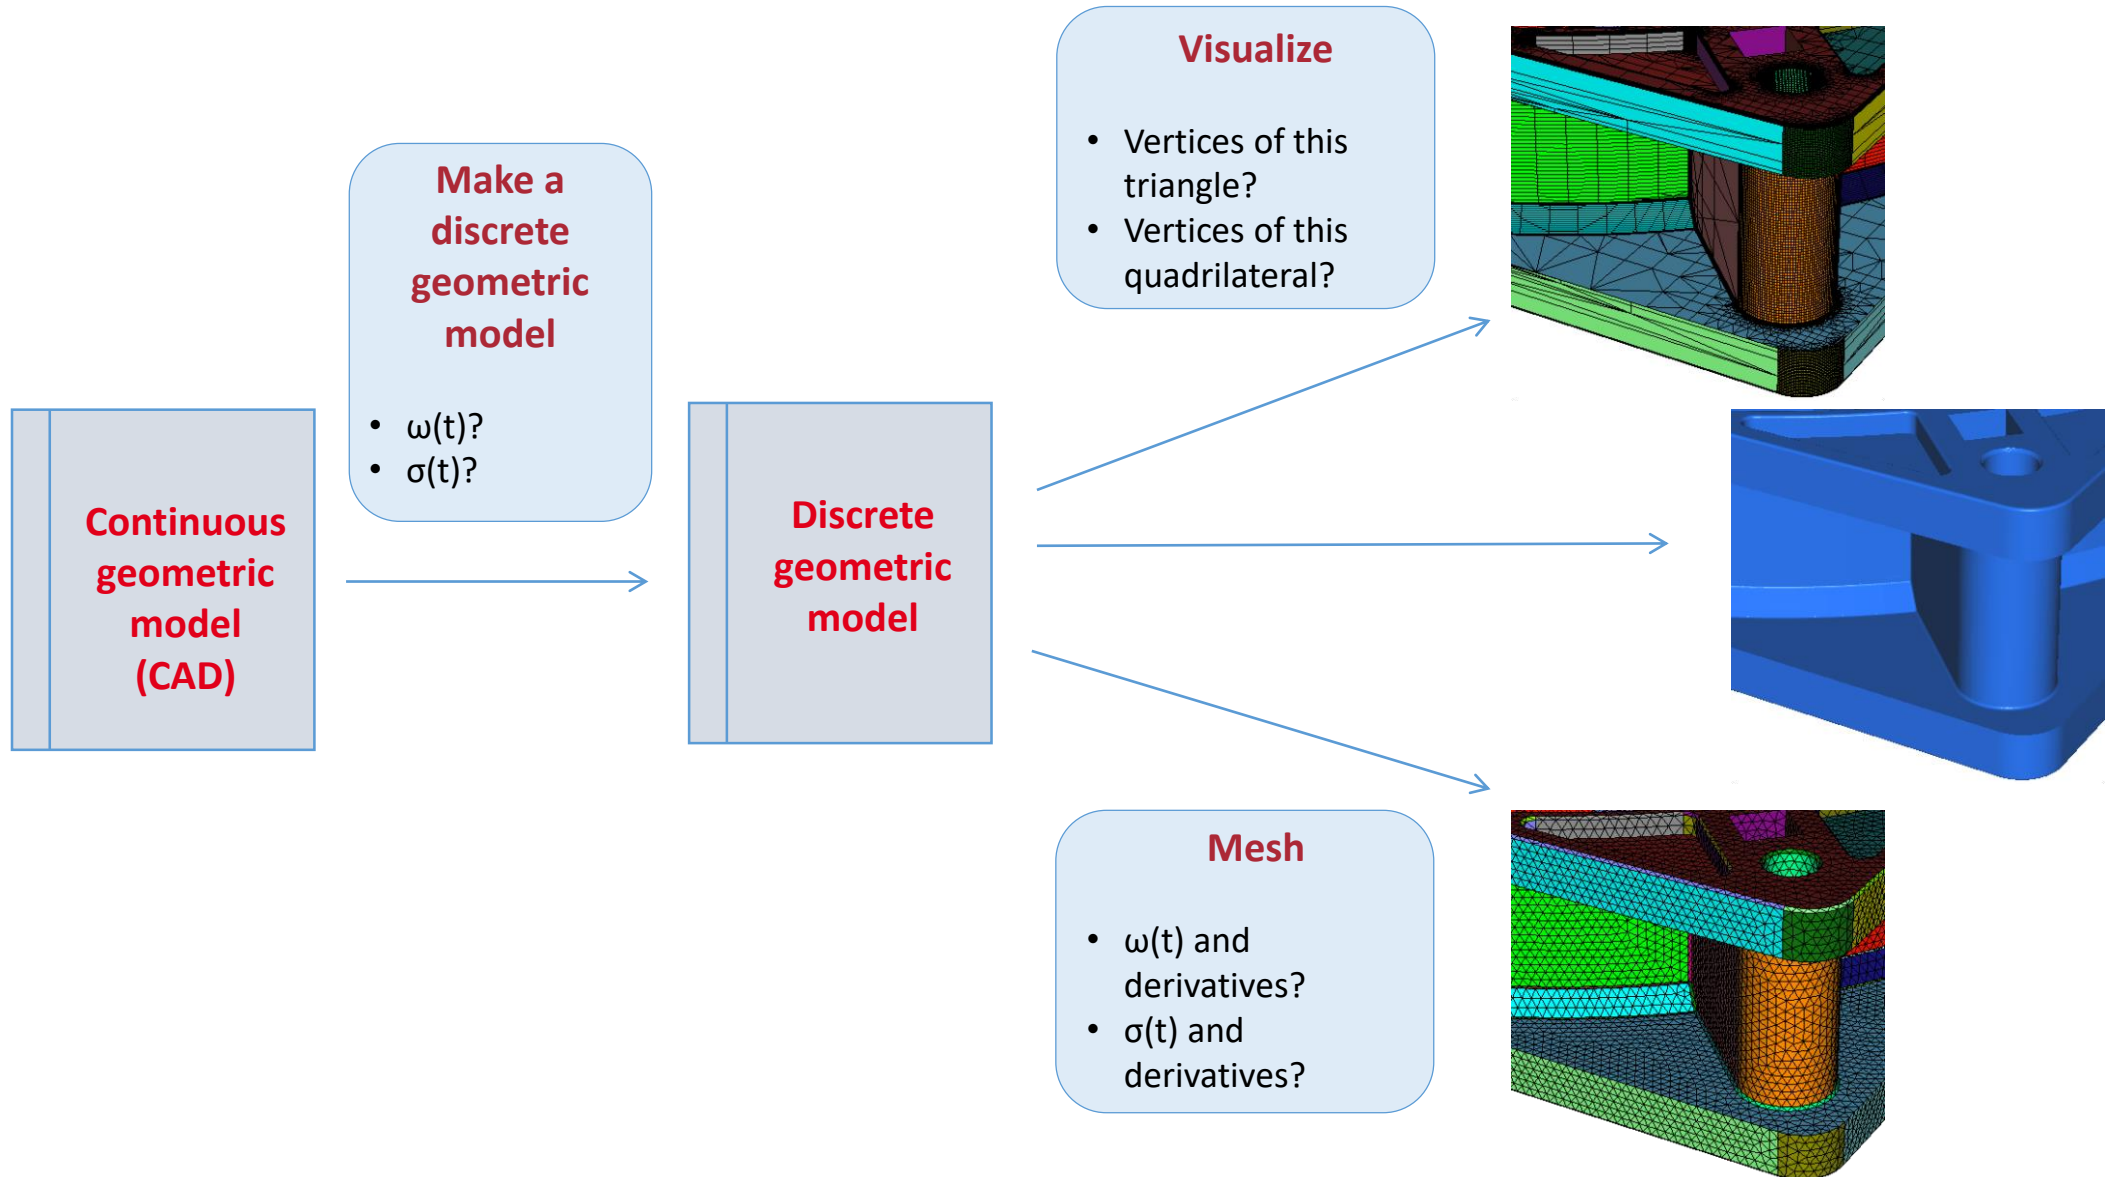 Continuous
geometric
model
(CAD)
Make a
discrete
geometric
model
• ω(t)?
• σ(t)?
Discrete
geometric
model
Visualize
• Vertices of this
triangle?
• Vertices of this
quadrilateral?
Mesh
• ω(t) and
derivatives?
• σ(t) and
derivatives?